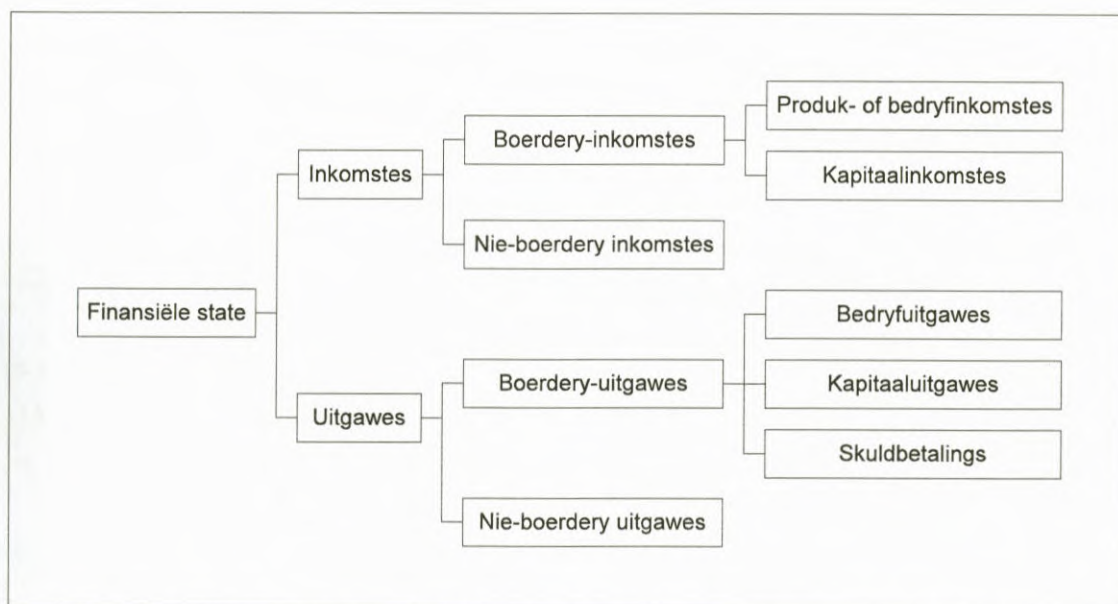 Finansiële state
Inkomstes
Boerdery-inkomstes
Produk- of bedryfinkomstes
Kapitaalinkomstes
Nie-boerdery inkomstes
Uitgawes
Boerdery-uitgawes
Bedryfuitgawes
Kapitaaluitgawes
Skuldbetalings
Nie-boerdery uitgawes